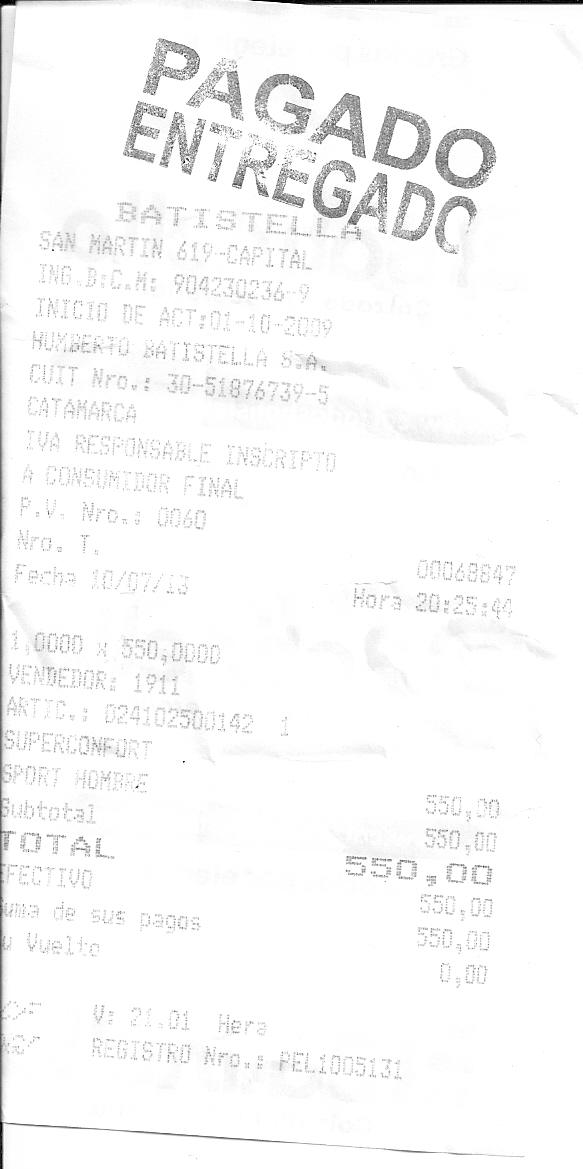 PAGADO
ENTREGADO
BATISTELLA
SAN MARTIN 619-CAPITAL
ING.B:C.M: 904230236-9
INICIO DE ACT:01-10-2009
HUMBERTO BATISTELLA S.A.
CUIT Nro.: 30-51876739-5
CATAMARCA
IVA RESPONSABLE INSCRIPTO
A CONSUMIDOR FINAL
P.V. Nro.: 0060
Nro. T. 00068847
Fecha 10/07/13 Hora 20:25:44
1,0000 x 550,0000
VENDEDOR: 1911
ARTIC.: 024102500142 1
SUPERCONFORT
SPORT HOMBRE 550,00
Subtotal 550,00
TOTAL 550,00
EFECTIVO 550,00
uma de sus pagos 550,00
u Vuelto 0,00
V: 21.01 Hera
REGISTRO Nro.: PEL1005131